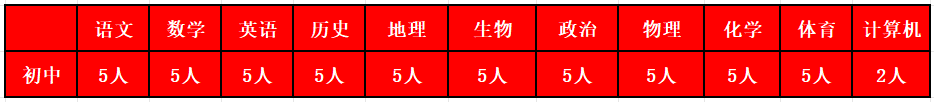 语文 数学 英语 历史 地理 生物 政治 物理 化学 体育 计算机
初中 5人 5人 5人 5人 5人 5人 5人 5人 5人 5人 2人